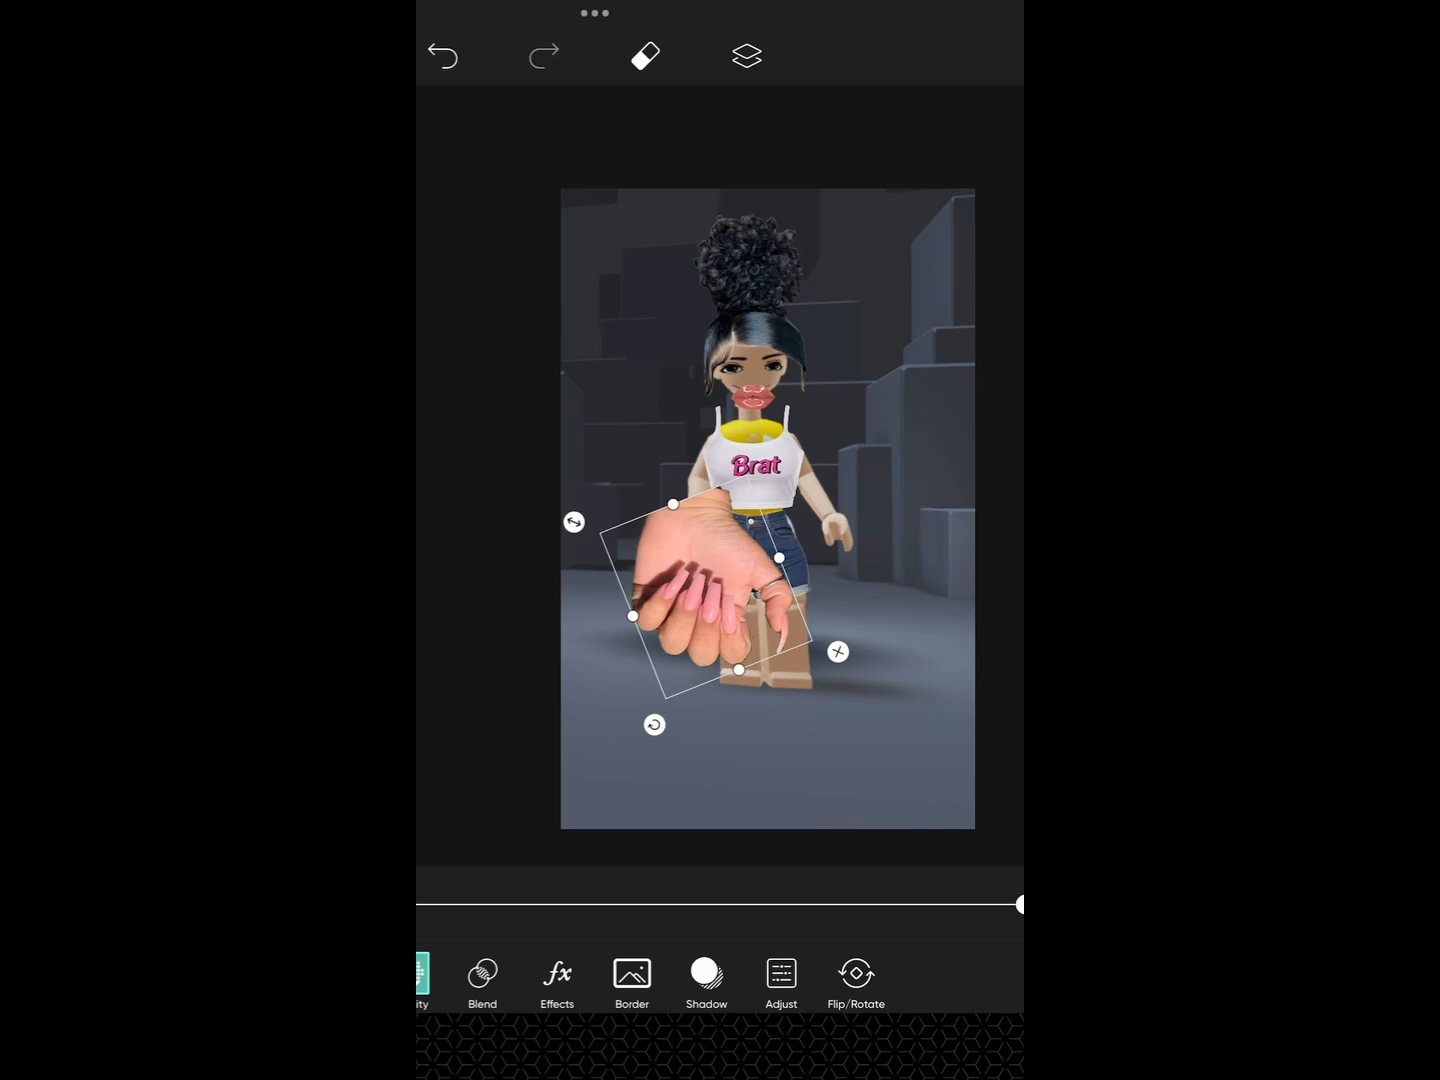 Brat
ity
Blend
Effects
Border
Shadow
Adjust
Flip/Rotate